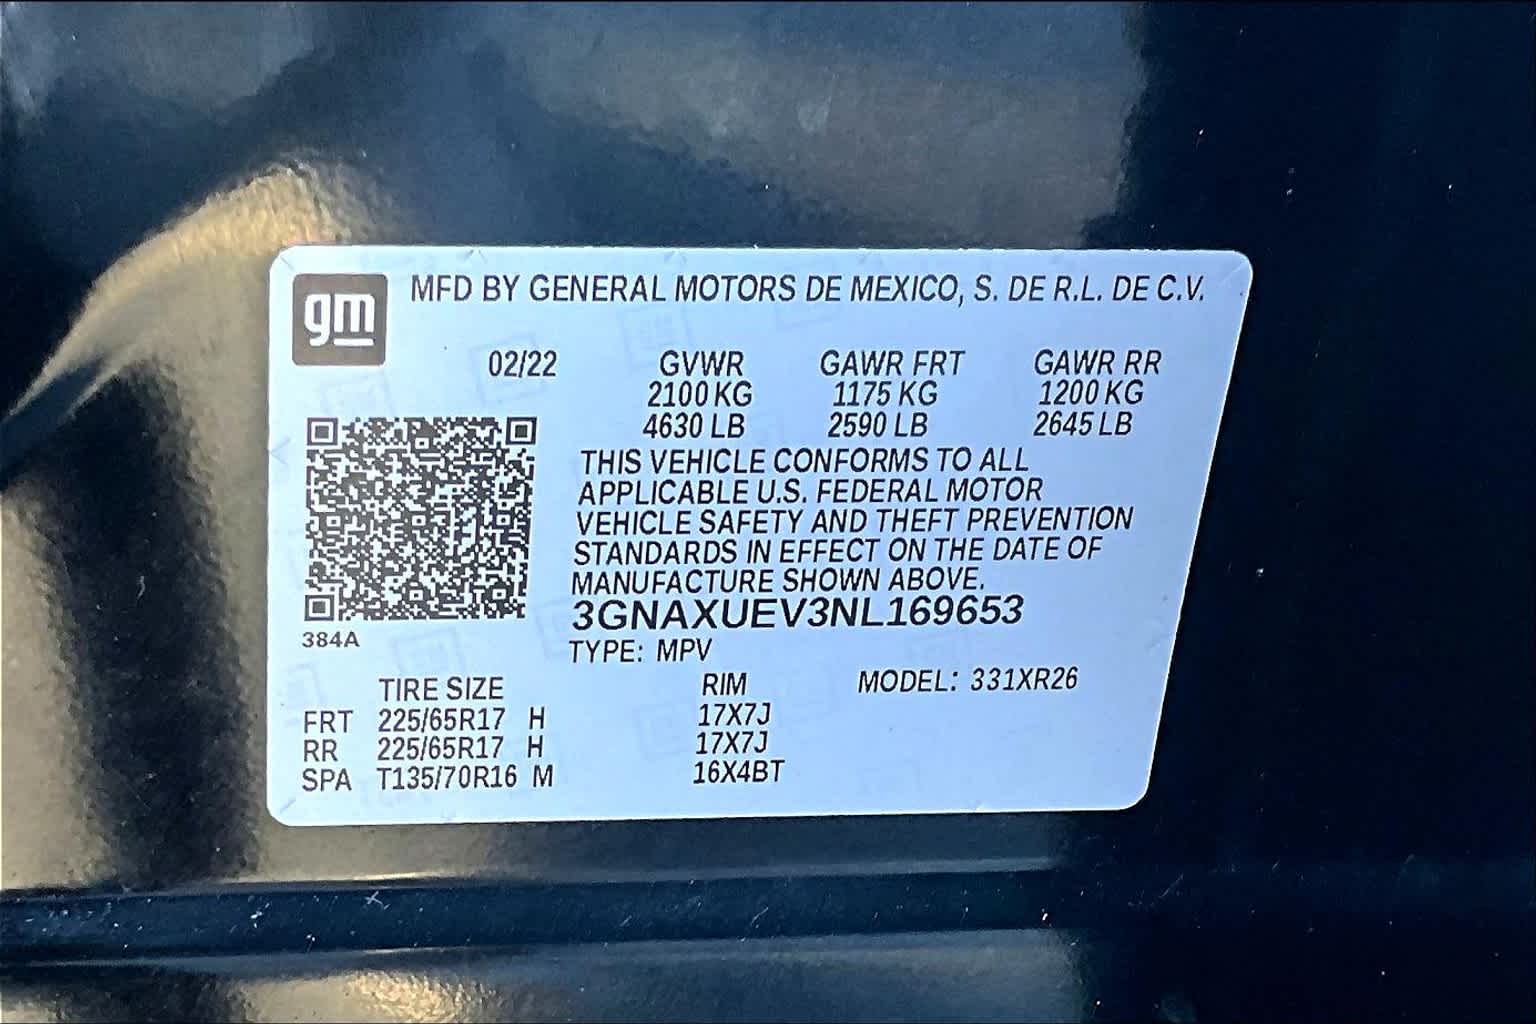 gm
MFD BY GENERAL MOTORS DE MEXICO, S. DE R.L. DE C.V.
02/22 GVWR GAWR FRT GAWR RR
2100 KG 1175 KG 1200 KG
4630 LB 2590 LB 2645 LB
THIS VEHICLE CONFORMS TO ALL
APPLICABLE U.S. FEDERAL MOTOR
VEHICLE SAFETY AND THEFT PREVENTION
STANDARDS IN EFFECT ON THE DATE OF
MANUFACTURE SHOWN ABOVE.
3GNAXUEV3NL169653
384A
TYPE: MPV
TIRE SIZE RIM MODEL: 331XR26
FRT 225/65R17 H 17X7J
RR 225/65R17 H 17X7J
SPA T135/70R16 M 16X4BT